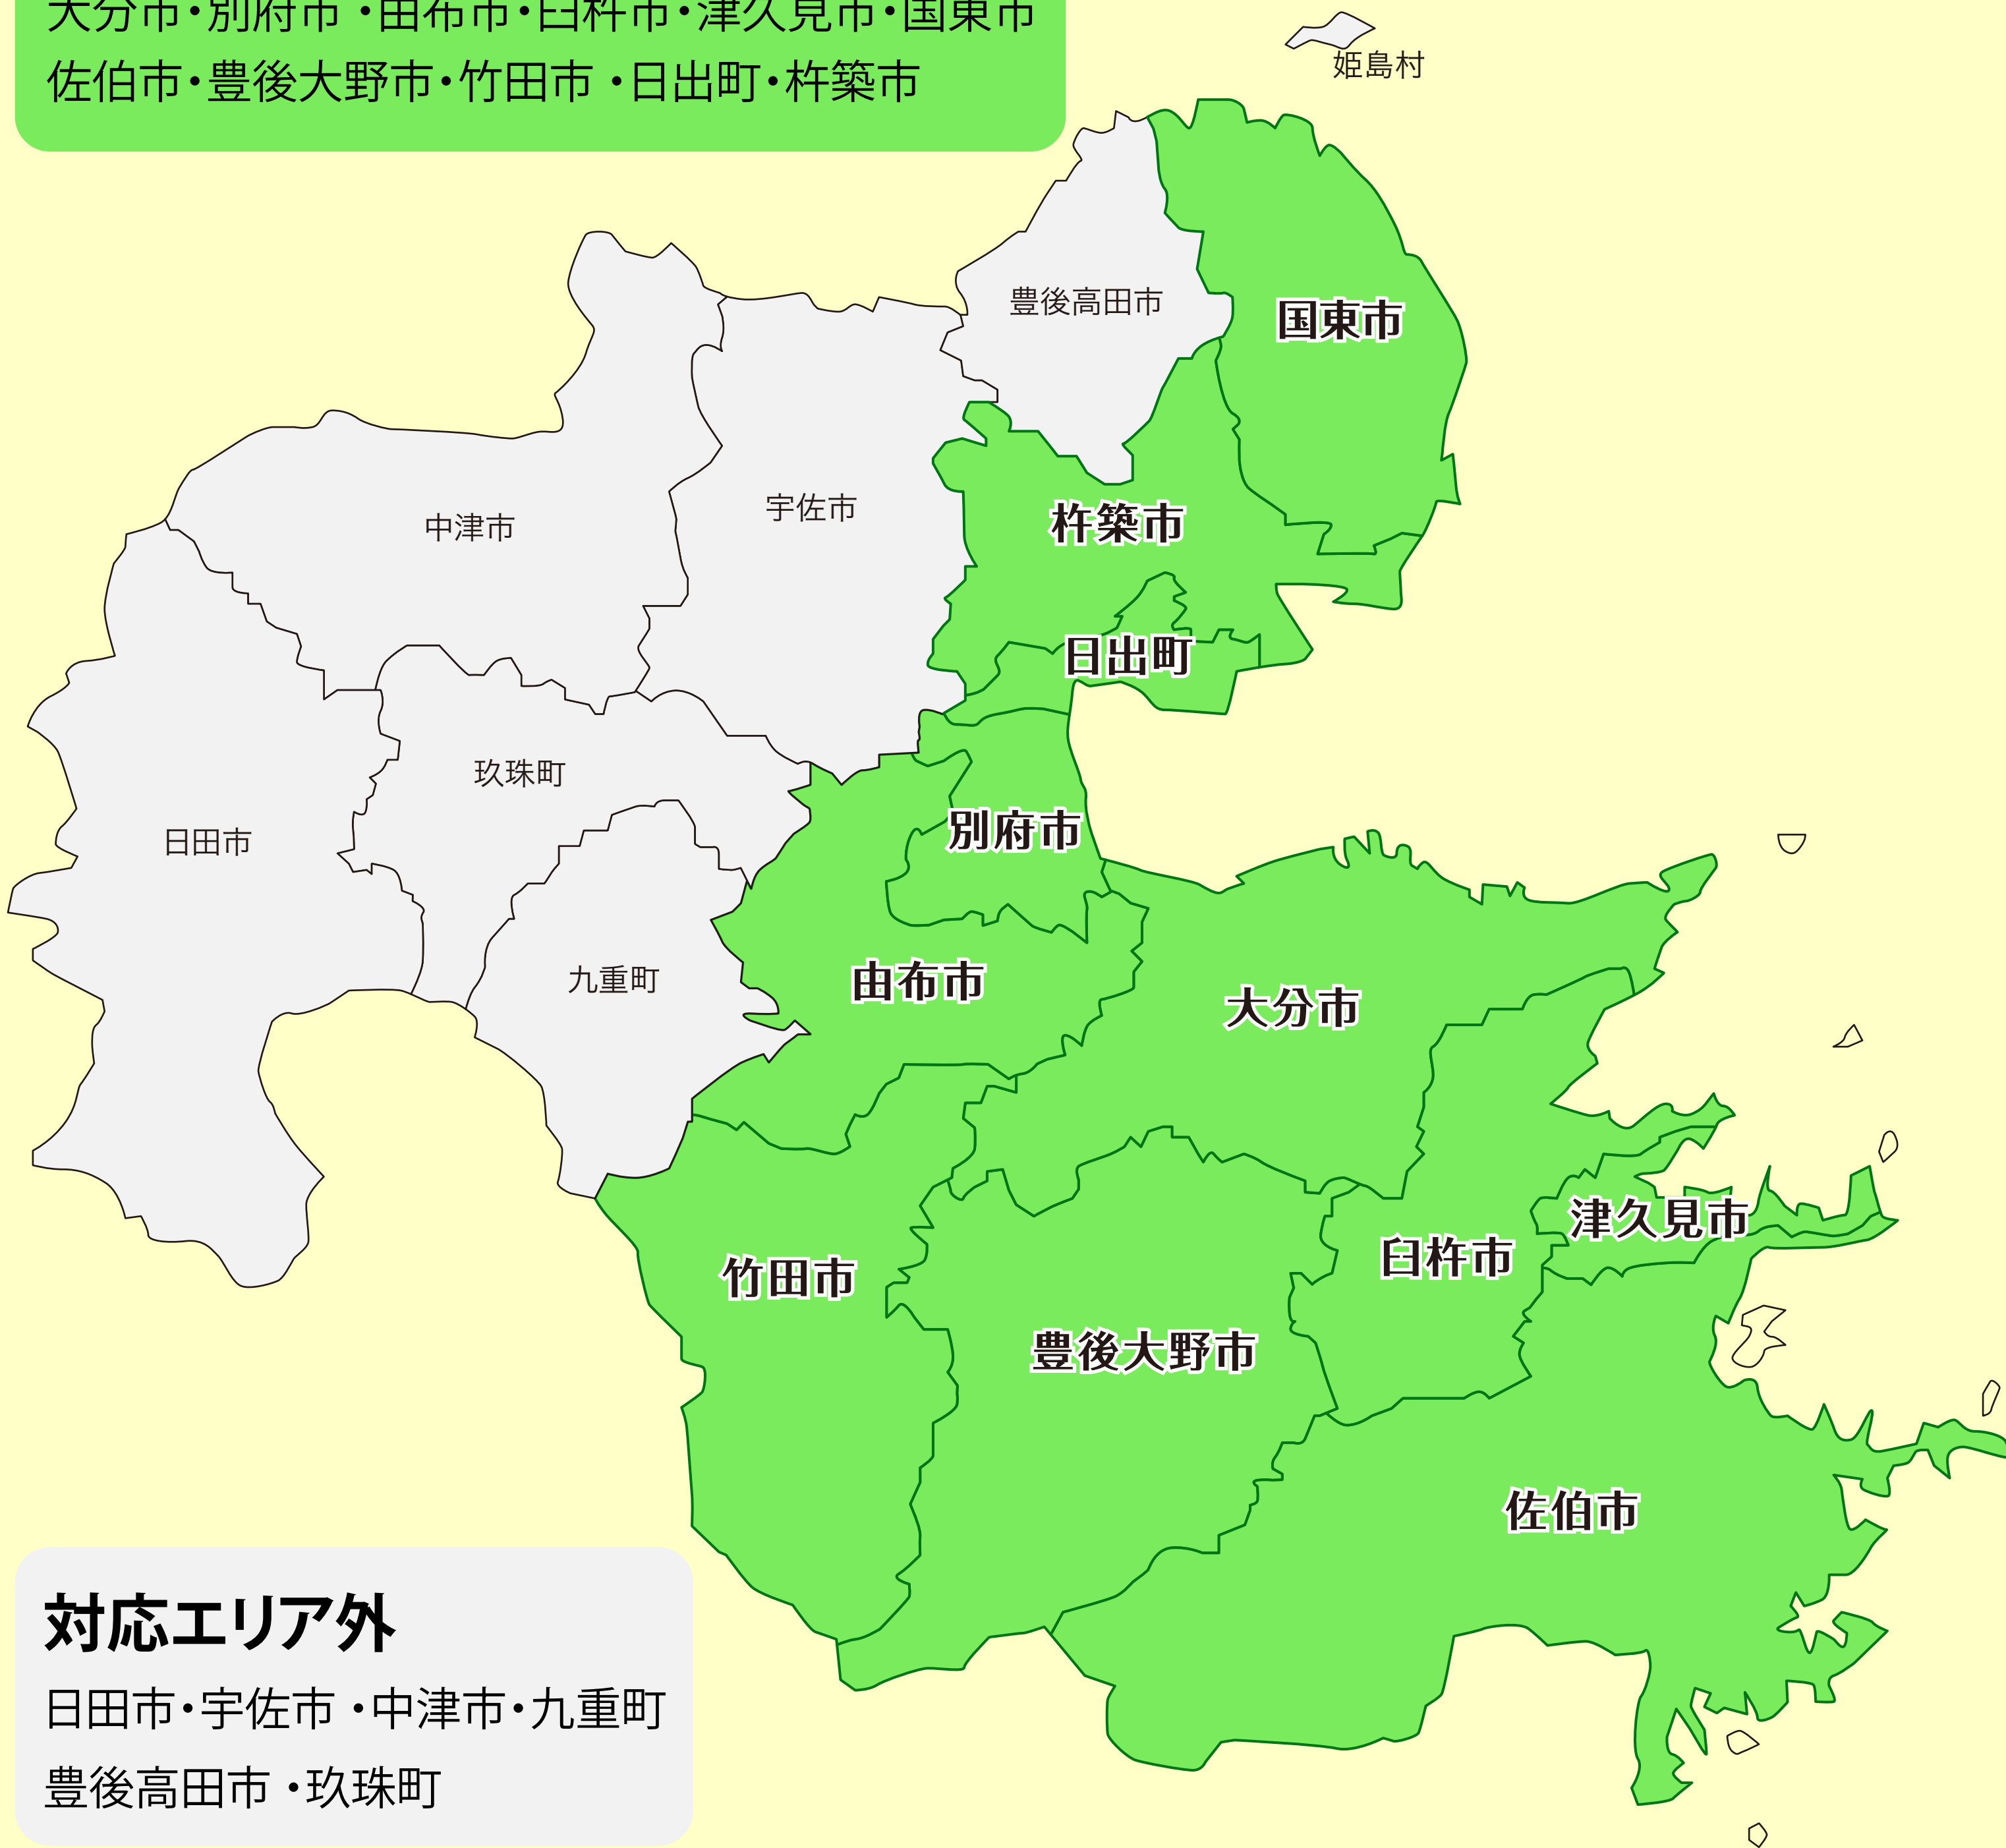 大分市・別府市・由布市・臼杵市・津久見市・国東市
佐伯市・豊後大野市・竹田市・日出町・杵築市
姫島村
豊後高田市
国東市
中津市
宇佐市
杵築市
日出町
玖珠町
日田市
別府市
九重町
由布市
大分市
津久見市
臼杵市
竹田市
豊後大野市
佐伯市
対応エリア外
日田市・宇佐市・中津市・九重町
豊後高田市・玖珠町